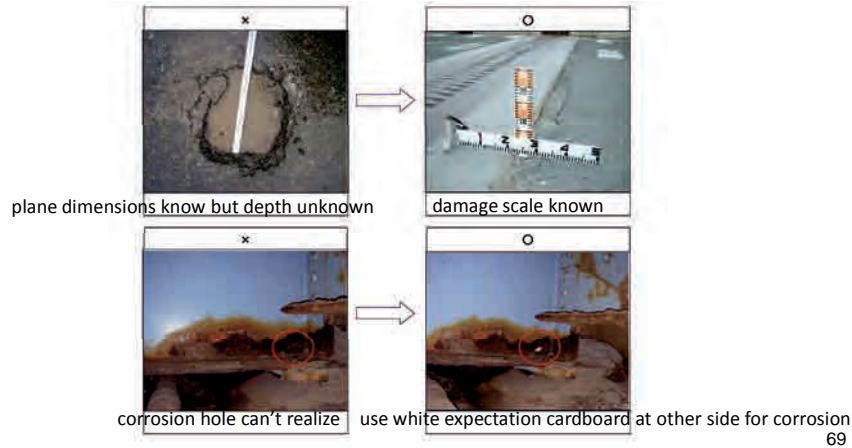 × O
plane dimensions know but depth unknown damage scale known
× O
corrosion hole can't realize use white expectation cardboard at other side for corrosion
69